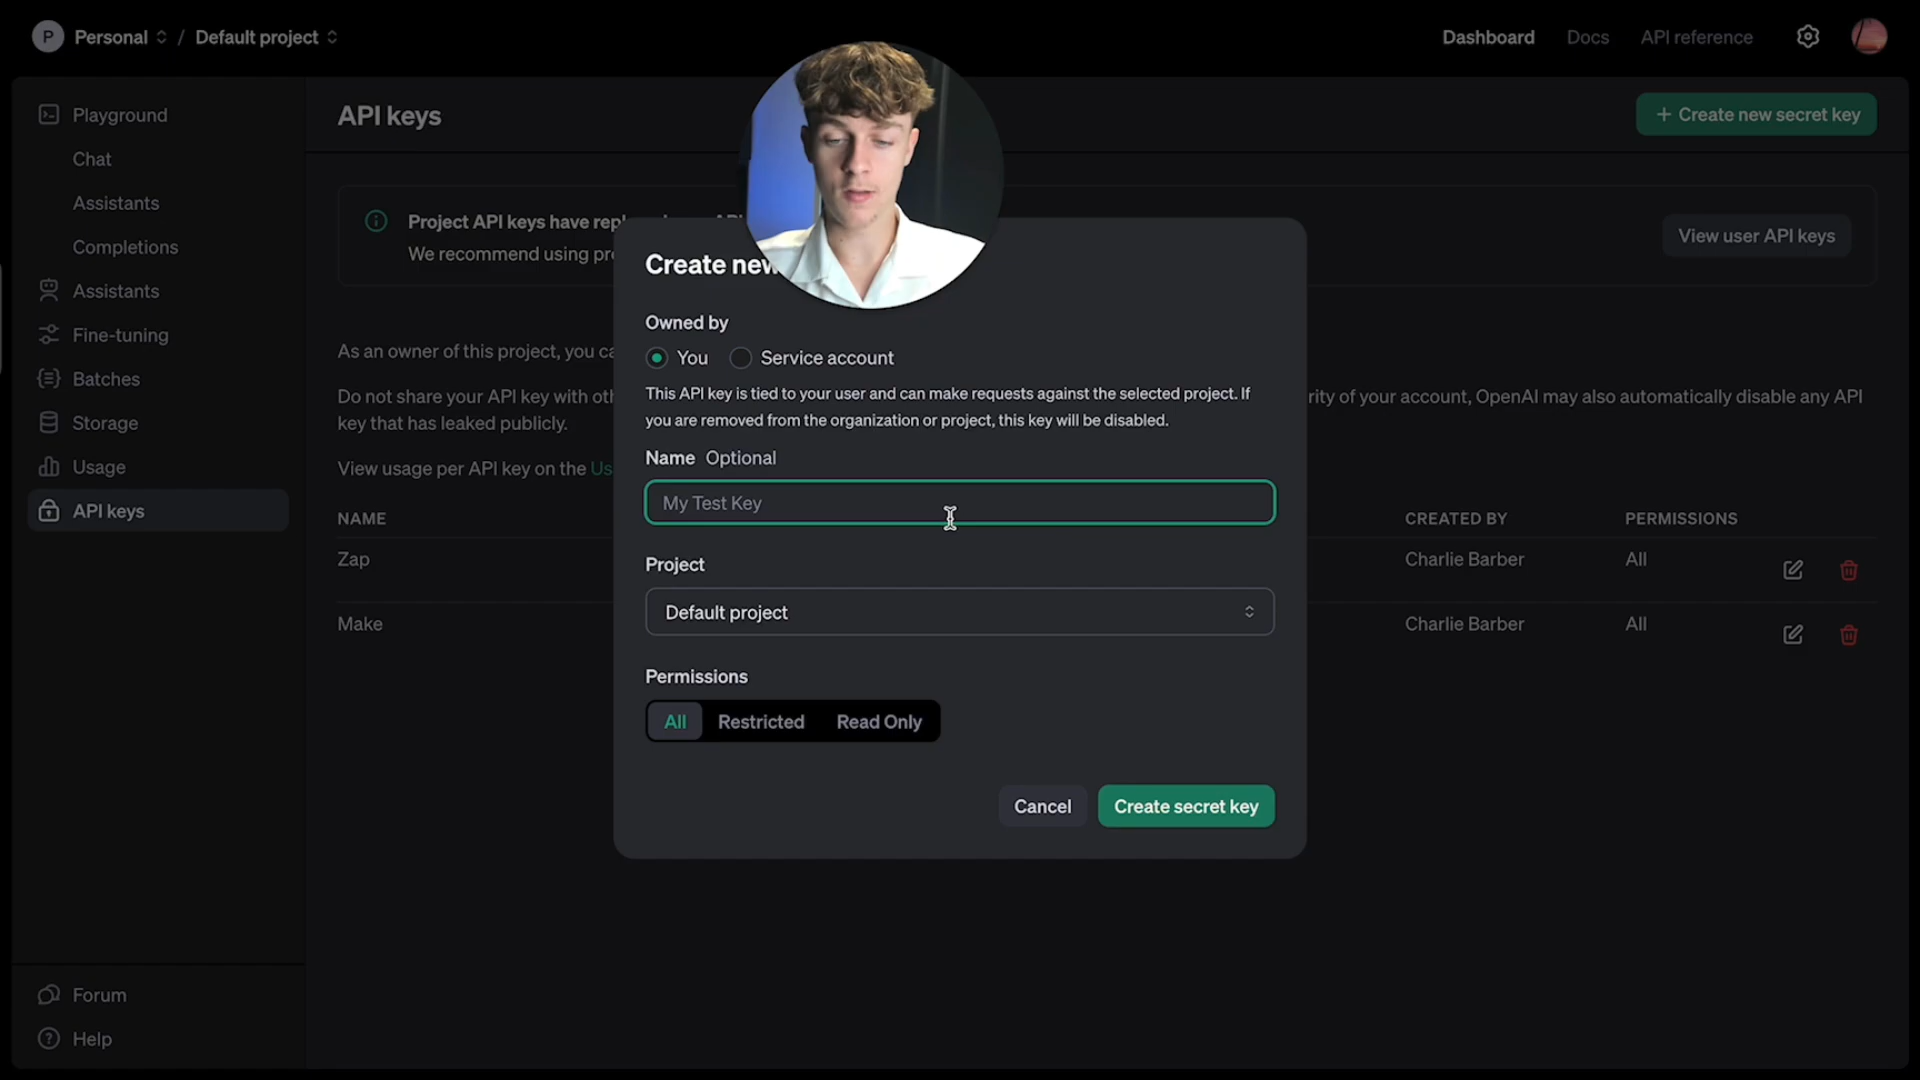 P Personal / Default project
Dashboard Docs API reference
Playground
Chat
Assistants
Completions
Assistants
Fine-tuning
Batches
Storage
Usage
API keys
Forum
Help
API keys
+ Create new secret key
Project API keys have
We recommend using
View user API keys
As an owner of this project, you
Do not share your API key with
of your account, OpenAI may also automatically disable any API
key that has leaked publicly.
View usage per API key on the
NAME CREATED BY PERMISSIONS
Zap Charlie Barber All
Make Charlie Barber All
Create
Owned by
You Service account
This API key is tied to your user and can make requests against the selected project. If
you are removed from the organization or project, this key will be disabled.
Name Optional
My Test Key
Project
Default project
Permissions
All Restricted Read Only
Cancel Create secret key